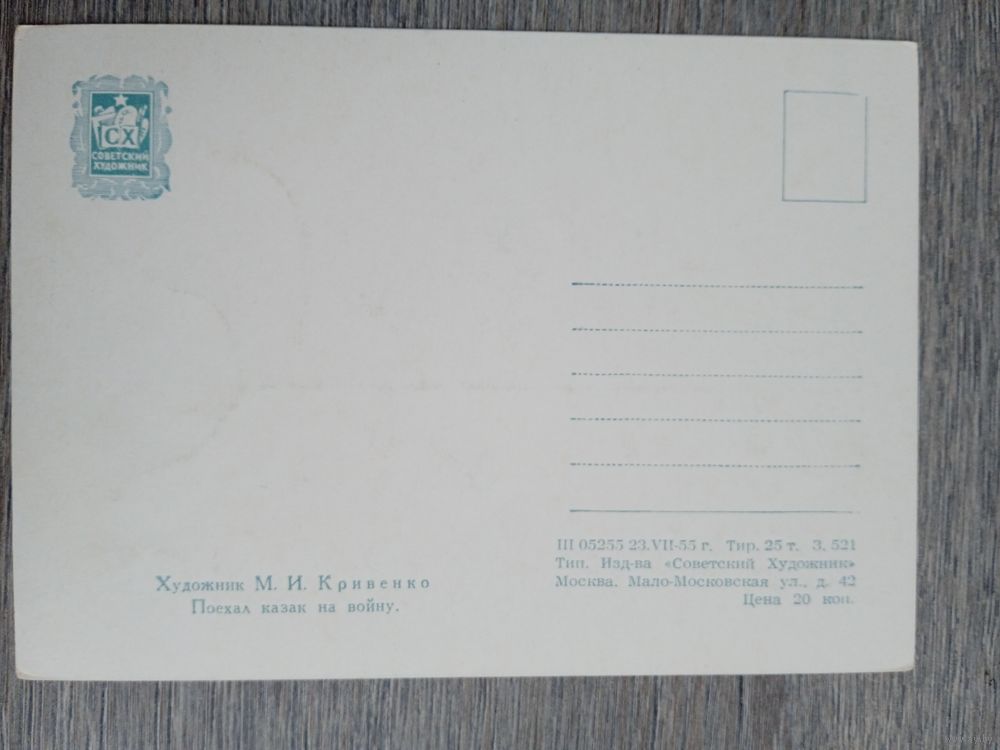 СХ
СОВЕТСКИЙ
ХУДОЖНИК
Художник М. И. Кривенко
Поехал казак на войну.
Ш 05255 23.VII-55 г. Тир. 25 т. З. 521
Тип. Изд-ва «Советский Художник»
Москва. Мало-Московская ул., д. 42
Цена 20 коп.